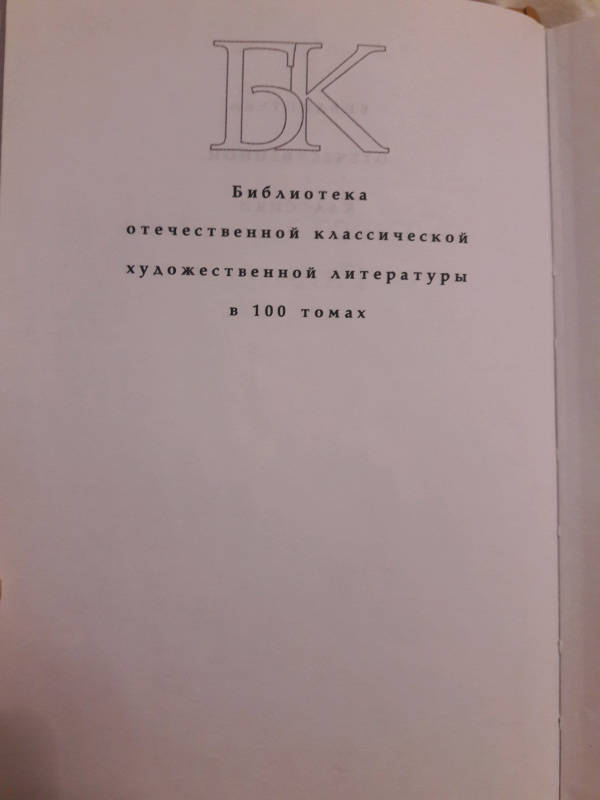 БК
Библиотека
отечественной классической
художественной литературы
в 100 томах